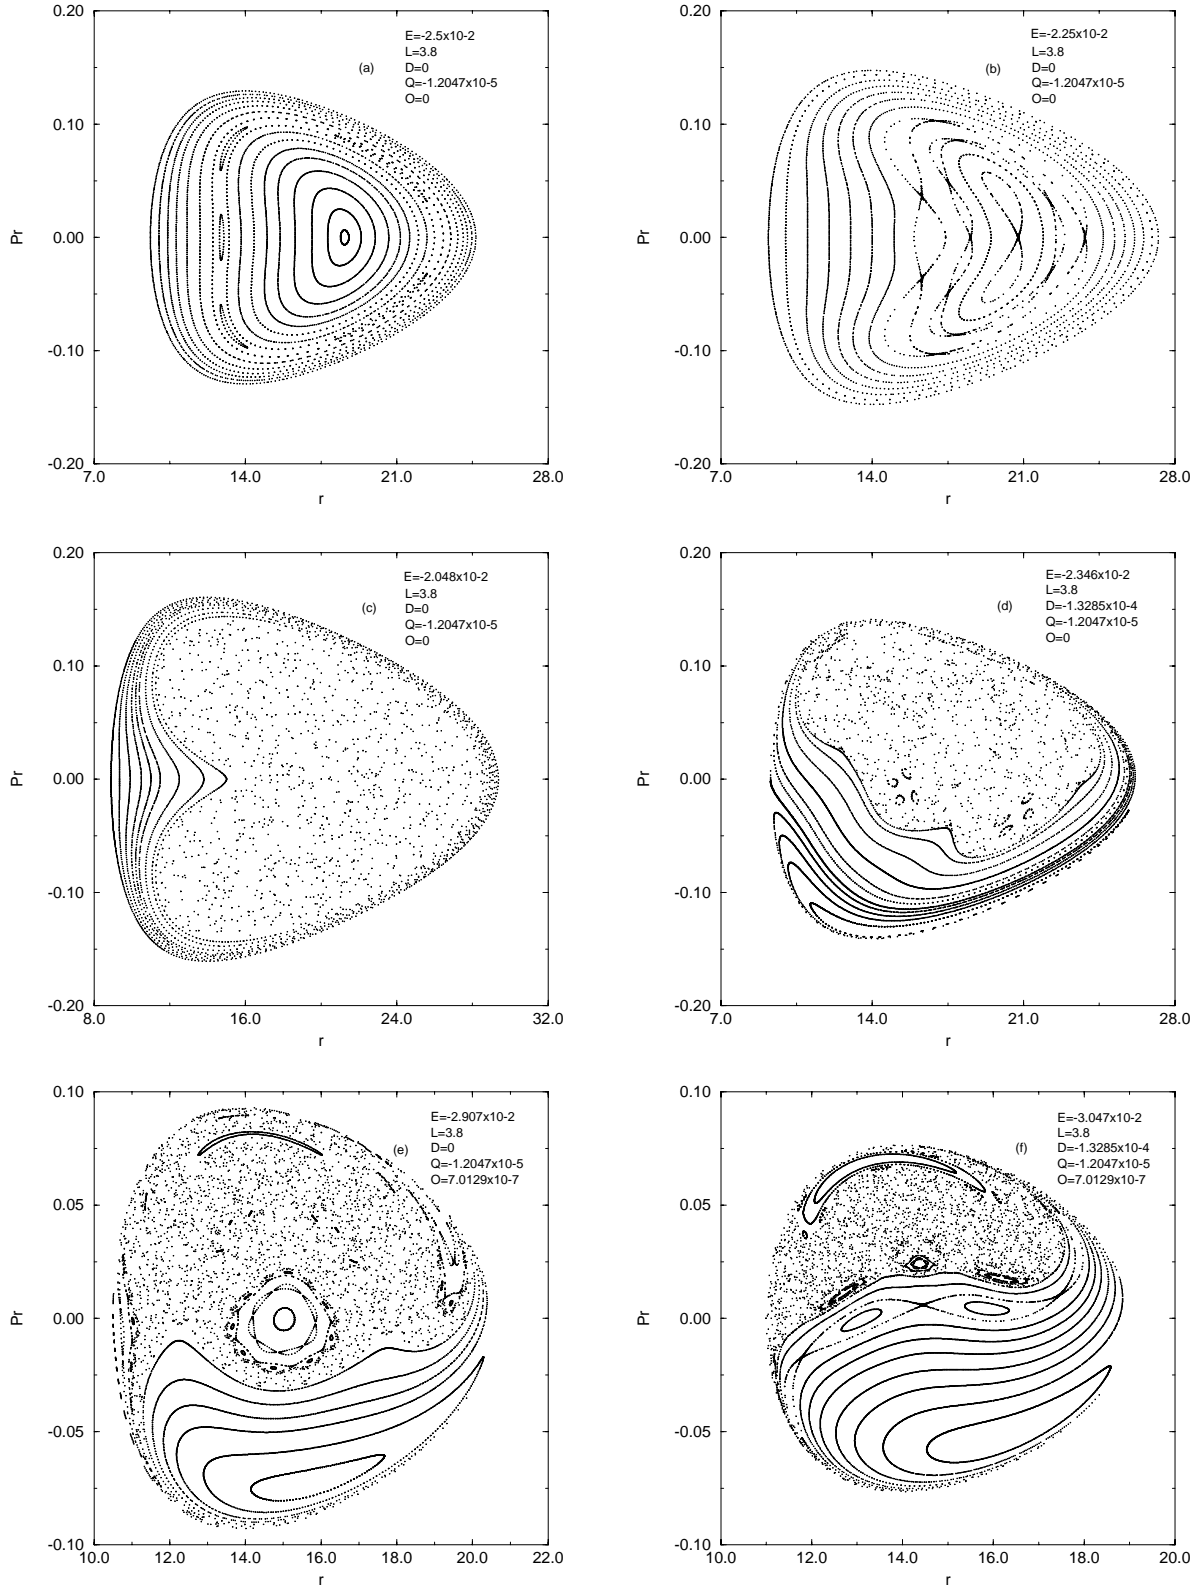 0.20
0.10
0.00
-0.10
-0.20
Pr
7.0
14.0
21.0
28.0
r
(a)
E=-2.5x10-2
L=3.8
D=0
Q=-1.2047x10-5
O=0
0.20
0.10
0.00
-0.10
-0.20
Pr
7.0
14.0
21.0
28.0
r
(b)
E=-2.25x10-2
L=3.8
D=0
Q=-1.2047x10-5
O=0
0.20
0.10
0.00
-0.10
-0.20
Pr
8.0
16.0
24.0
32.0
r
(c)
E=-2.048x10-2
L=3.8
D=0
Q=-1.2047x10-5
O=0
0.20
0.10
0.00
-0.10
-0.20
Pr
7.0
14.0
21.0
28.0
r
(d)
E=-2.346x10-2
L=3.8
D=-1.3285x10-4
Q=-1.2047x10-5
O=0
0.10
0.05
0.00
-0.05
-0.10
Pr
10.0
12.0
14.0
16.0
18.0
20.0
22.0
r
(e)
E=-2.907x10-2
L=3.8
D=0
Q=-1.2047x10-5
O=7.0129x10-7
0.10
0.05
0.00
-0.05
-0.10
Pr
10.0
12.0
14.0
16.0
18.0
20.0
r
(f)
E=-3.047x10-2
L=3.8
D=-1.3285x10-4
Q=-1.2047x10-5
O=7.0129x10-7